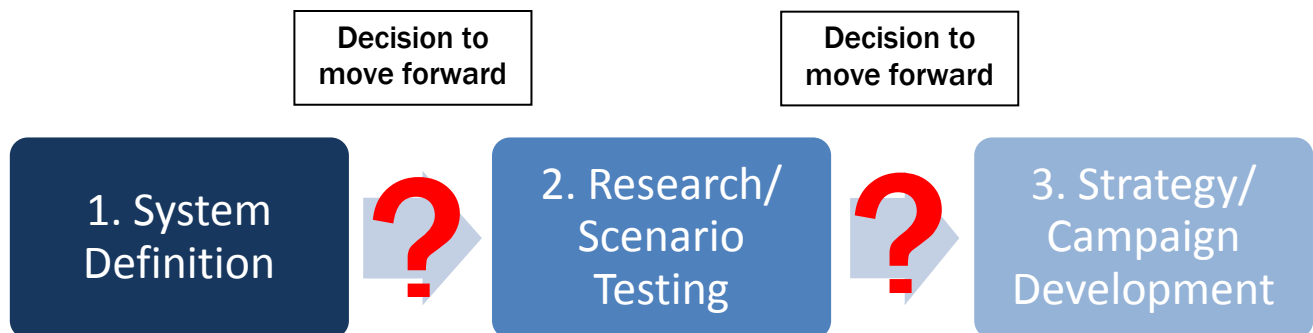 Decision to
move forward
Decision to
move forward
1. System
Definition
?
2. Research/
Scenario
Testing
?
3. Strategy/
Campaign
Development